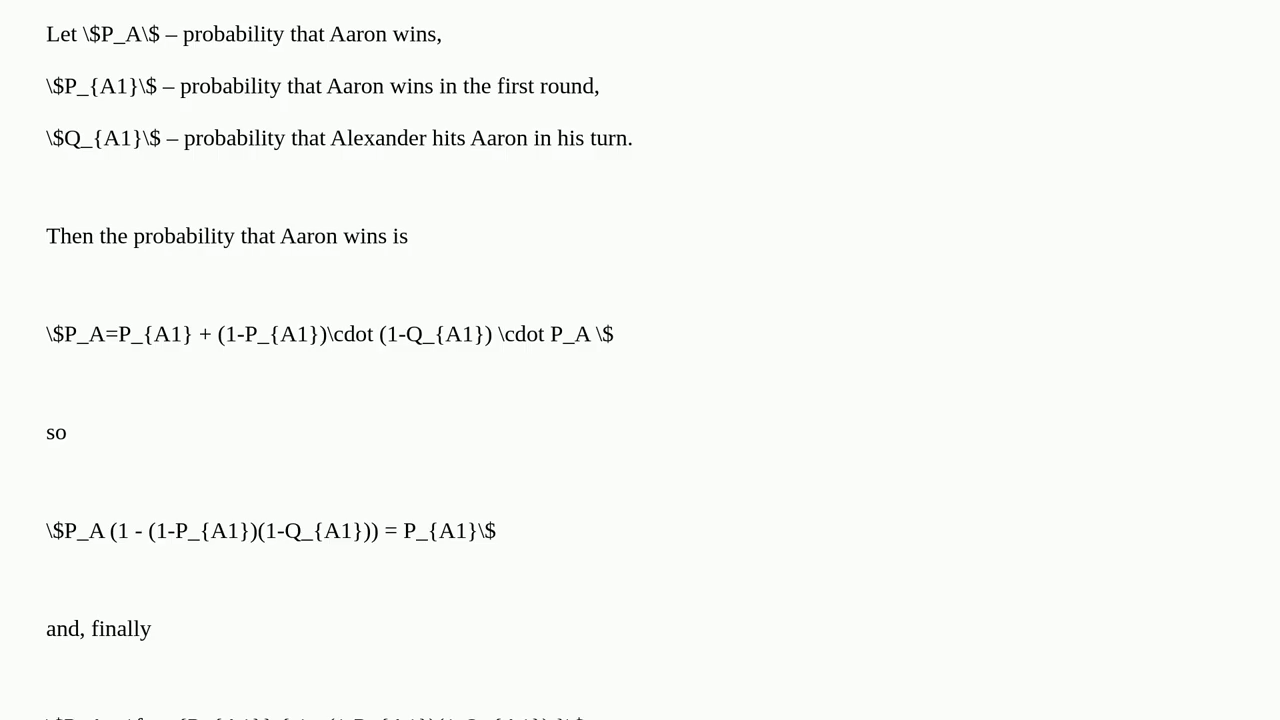 Let \$P_A\$ – probability that Aaron wins,
\$P_{A1}\$ – probability that Aaron wins in the first round,
\$Q_{A1}\$ – probability that Alexander hits Aaron in his turn.
Then the probability that Aaron wins is
\$P_A=P_{A1} + (1-P_{A1})\cdot (1-Q_{A1}) \cdot P_A \$
so
\$P_A (1 - (1-P_{A1})(1-Q_{A1})) = P_{A1}\$
and, finally